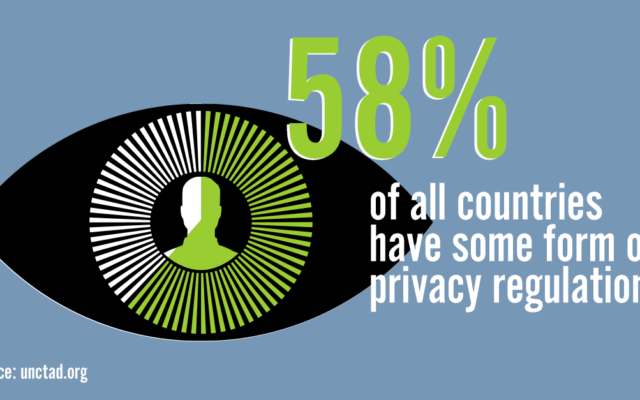 58%
of all countries
have some form o
privacy regulation
ce: unctad.org